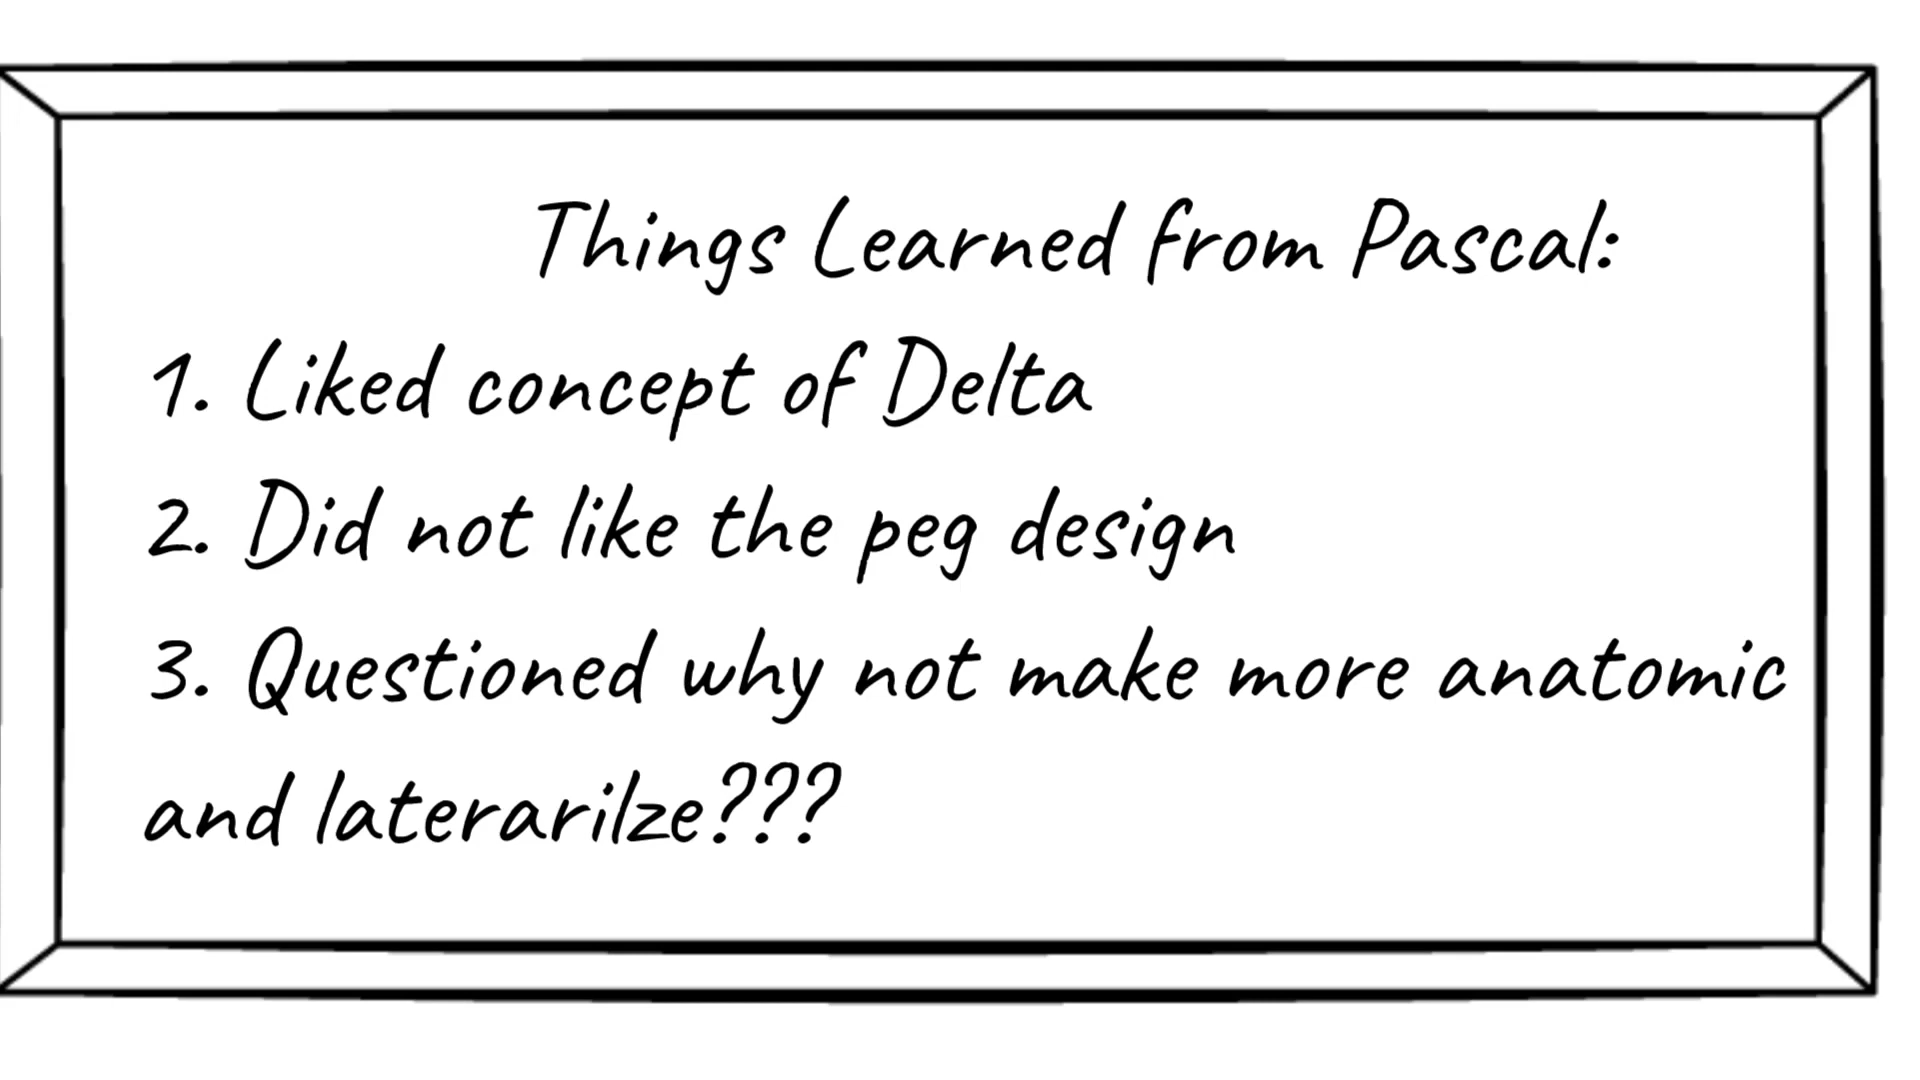 Things Learned from Pascal:
1. Liked concept of Delta
2. Did not like the peg design
3. Questioned why not make more anatomic
and laterarilze???